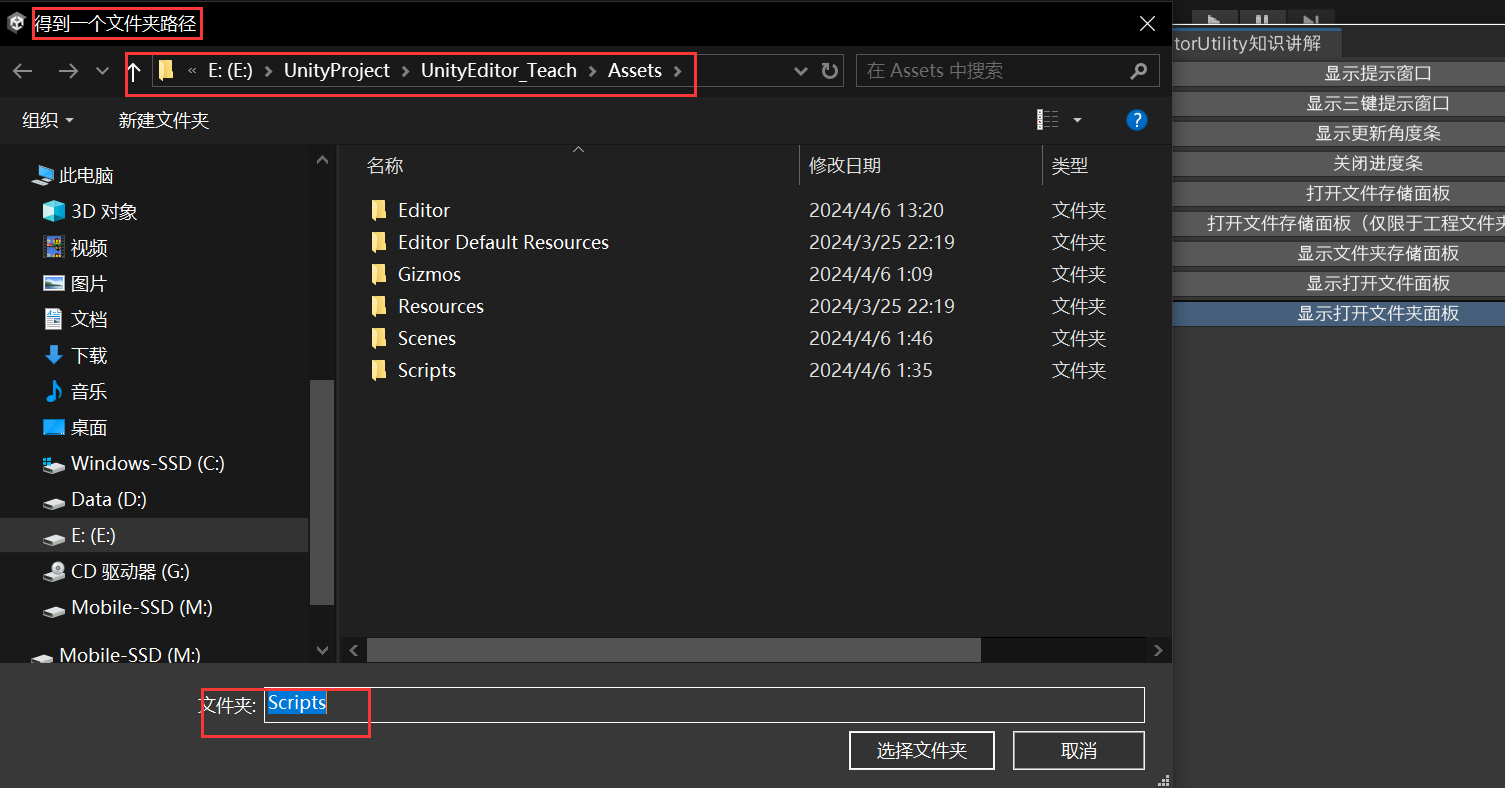 得到一个文件夹路径
« E: (E:) › UnityProject › UnityEditor_Teach › Assets ›
在 Assets 中搜索
组织
新建文件夹
此电脑
3D 对象
视频
图片
文档
下载
音乐
桌面
Windows-SSD (C:)
Data (D:)
E: (E:)
CD 驱动器 (G:)
Mobile-SSD (M:)
Mobile-SSD (M:)
名称 修改日期 类型
Editor 2024/4/6 13:20 文件夹
Editor Default Resources 2024/3/25 22:19 文件夹
Gizmos 2024/4/6 1:09 文件夹
Resources 2024/3/25 22:19 文件夹
Scenes 2024/4/6 1:46 文件夹
Scripts 2024/4/6 1:35 文件夹
文件夹: Scripts
选择文件夹
取消
torUtility知识讲解
显示提示窗口
显示三键提示窗口
显示更新角度条
关闭进度条
打开文件存储面板
打开文件存储面板（仅限于工程文件夹
显示文件夹存储面板
显示打开文件面板
显示打开文件夹面板